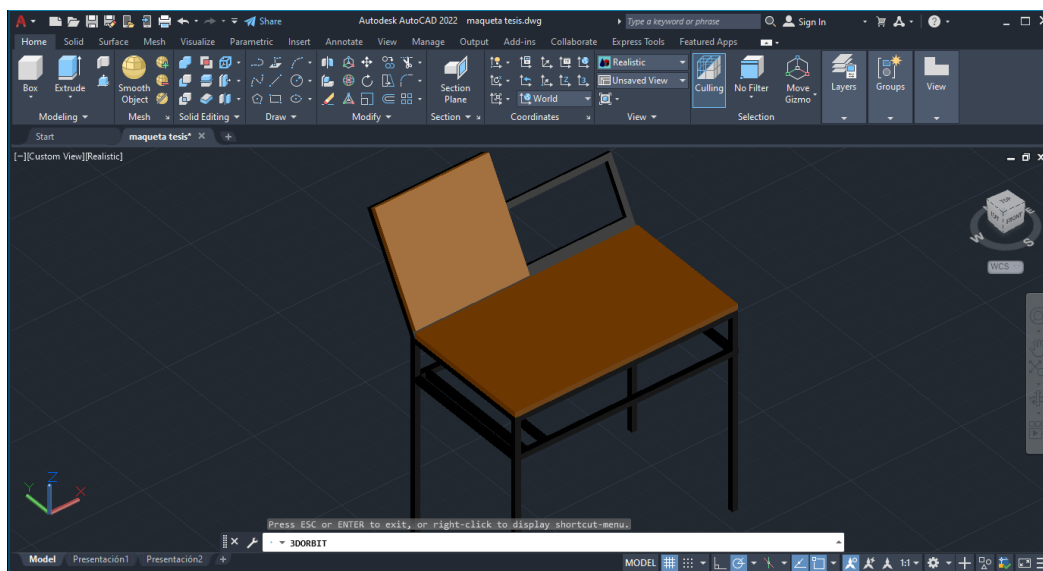 Share Autodesk AutoCAD 2022 maqueta tesis.dwg Type a keyword or phrase Sign In
Home Solid Surface Mesh Visualize Parametric Insert Annotate View Manage Output Add-ins Collaborate Express Tools Featured Apps
Realistic
Unsaved View
World
Box Extrude Smooth Object Section Plane Culling No Filter Move Gizmo Layers Groups View
Modeling Mesh Solid Editing Draw Modify Section Coordinates View Selection
Start maqueta tesis* +
[−][Custom View][Realistic]
TOP
FRONT
W
S
E
WCS
Z
Y
X
Press ESC or ENTER to exit, or right-click to display shortcut-menu.
3DORBIT
Model Presentación1 Presentación2 + MODEL 1:1